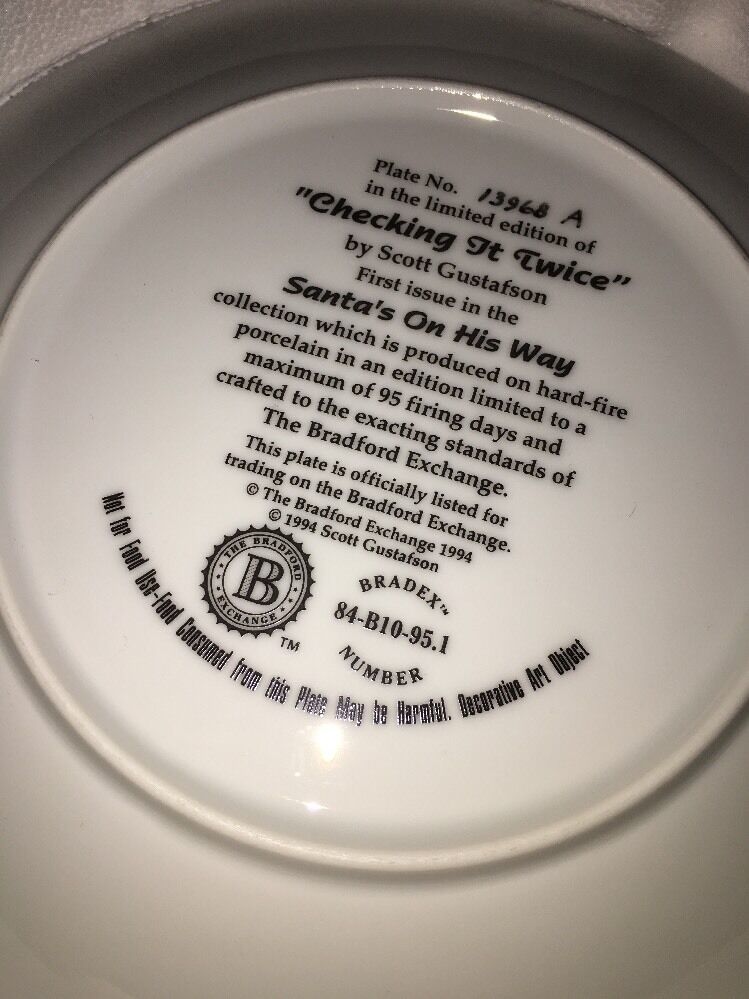 Plate No. 13968 A
in the limited edition of
"Checking It Twice"
by Scott Gustafson
First issue in the
Santa's On His Way
collection which is produced on hard-fire
porcelain in an edition limited to a
maximum of 95 firing days and
crafted to the exacting standards of
The Bradford Exchange.
This plate is officially listed for
trading on the Bradford Exchange.
© The Bradford Exchange 1994
© 1994 Scott Gustafson
THE BRADFORD
B
EXCHANGE
TM
BRADEX™
84-B10-95.1
NUMBER
Not for Food Use-Food Consumed from this Plate May be Harmful. Decorative Art Object